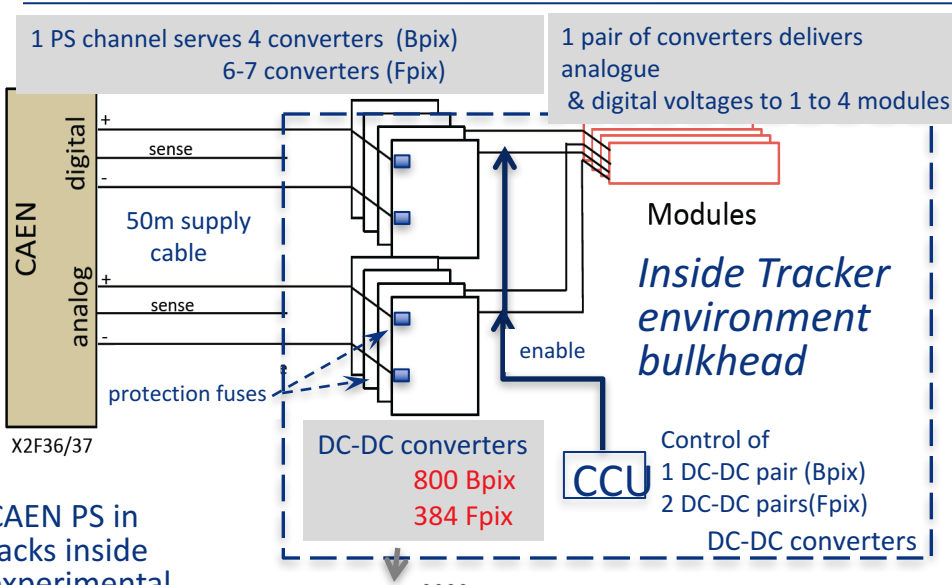 1 PS channel serves 4 converters (Bpix)
6-7 converters (Fpix)
1 pair of converters delivers
analogue
& digital voltages to 1 to 4 modules
CAEN
digital
+
sense
-
50m supply
cable
analog
+
sense
-
protection fuses
X2F36/37
Modules
Inside Tracker
environment
bulkhead
enable
DC-DC converters
800 Bpix
384 Fpix
CCU
Control of
1 DC-DC pair (Bpix)
2 DC-DC pairs(Fpix)
DC-DC converters
CAEN PS in
acks inside
experimental